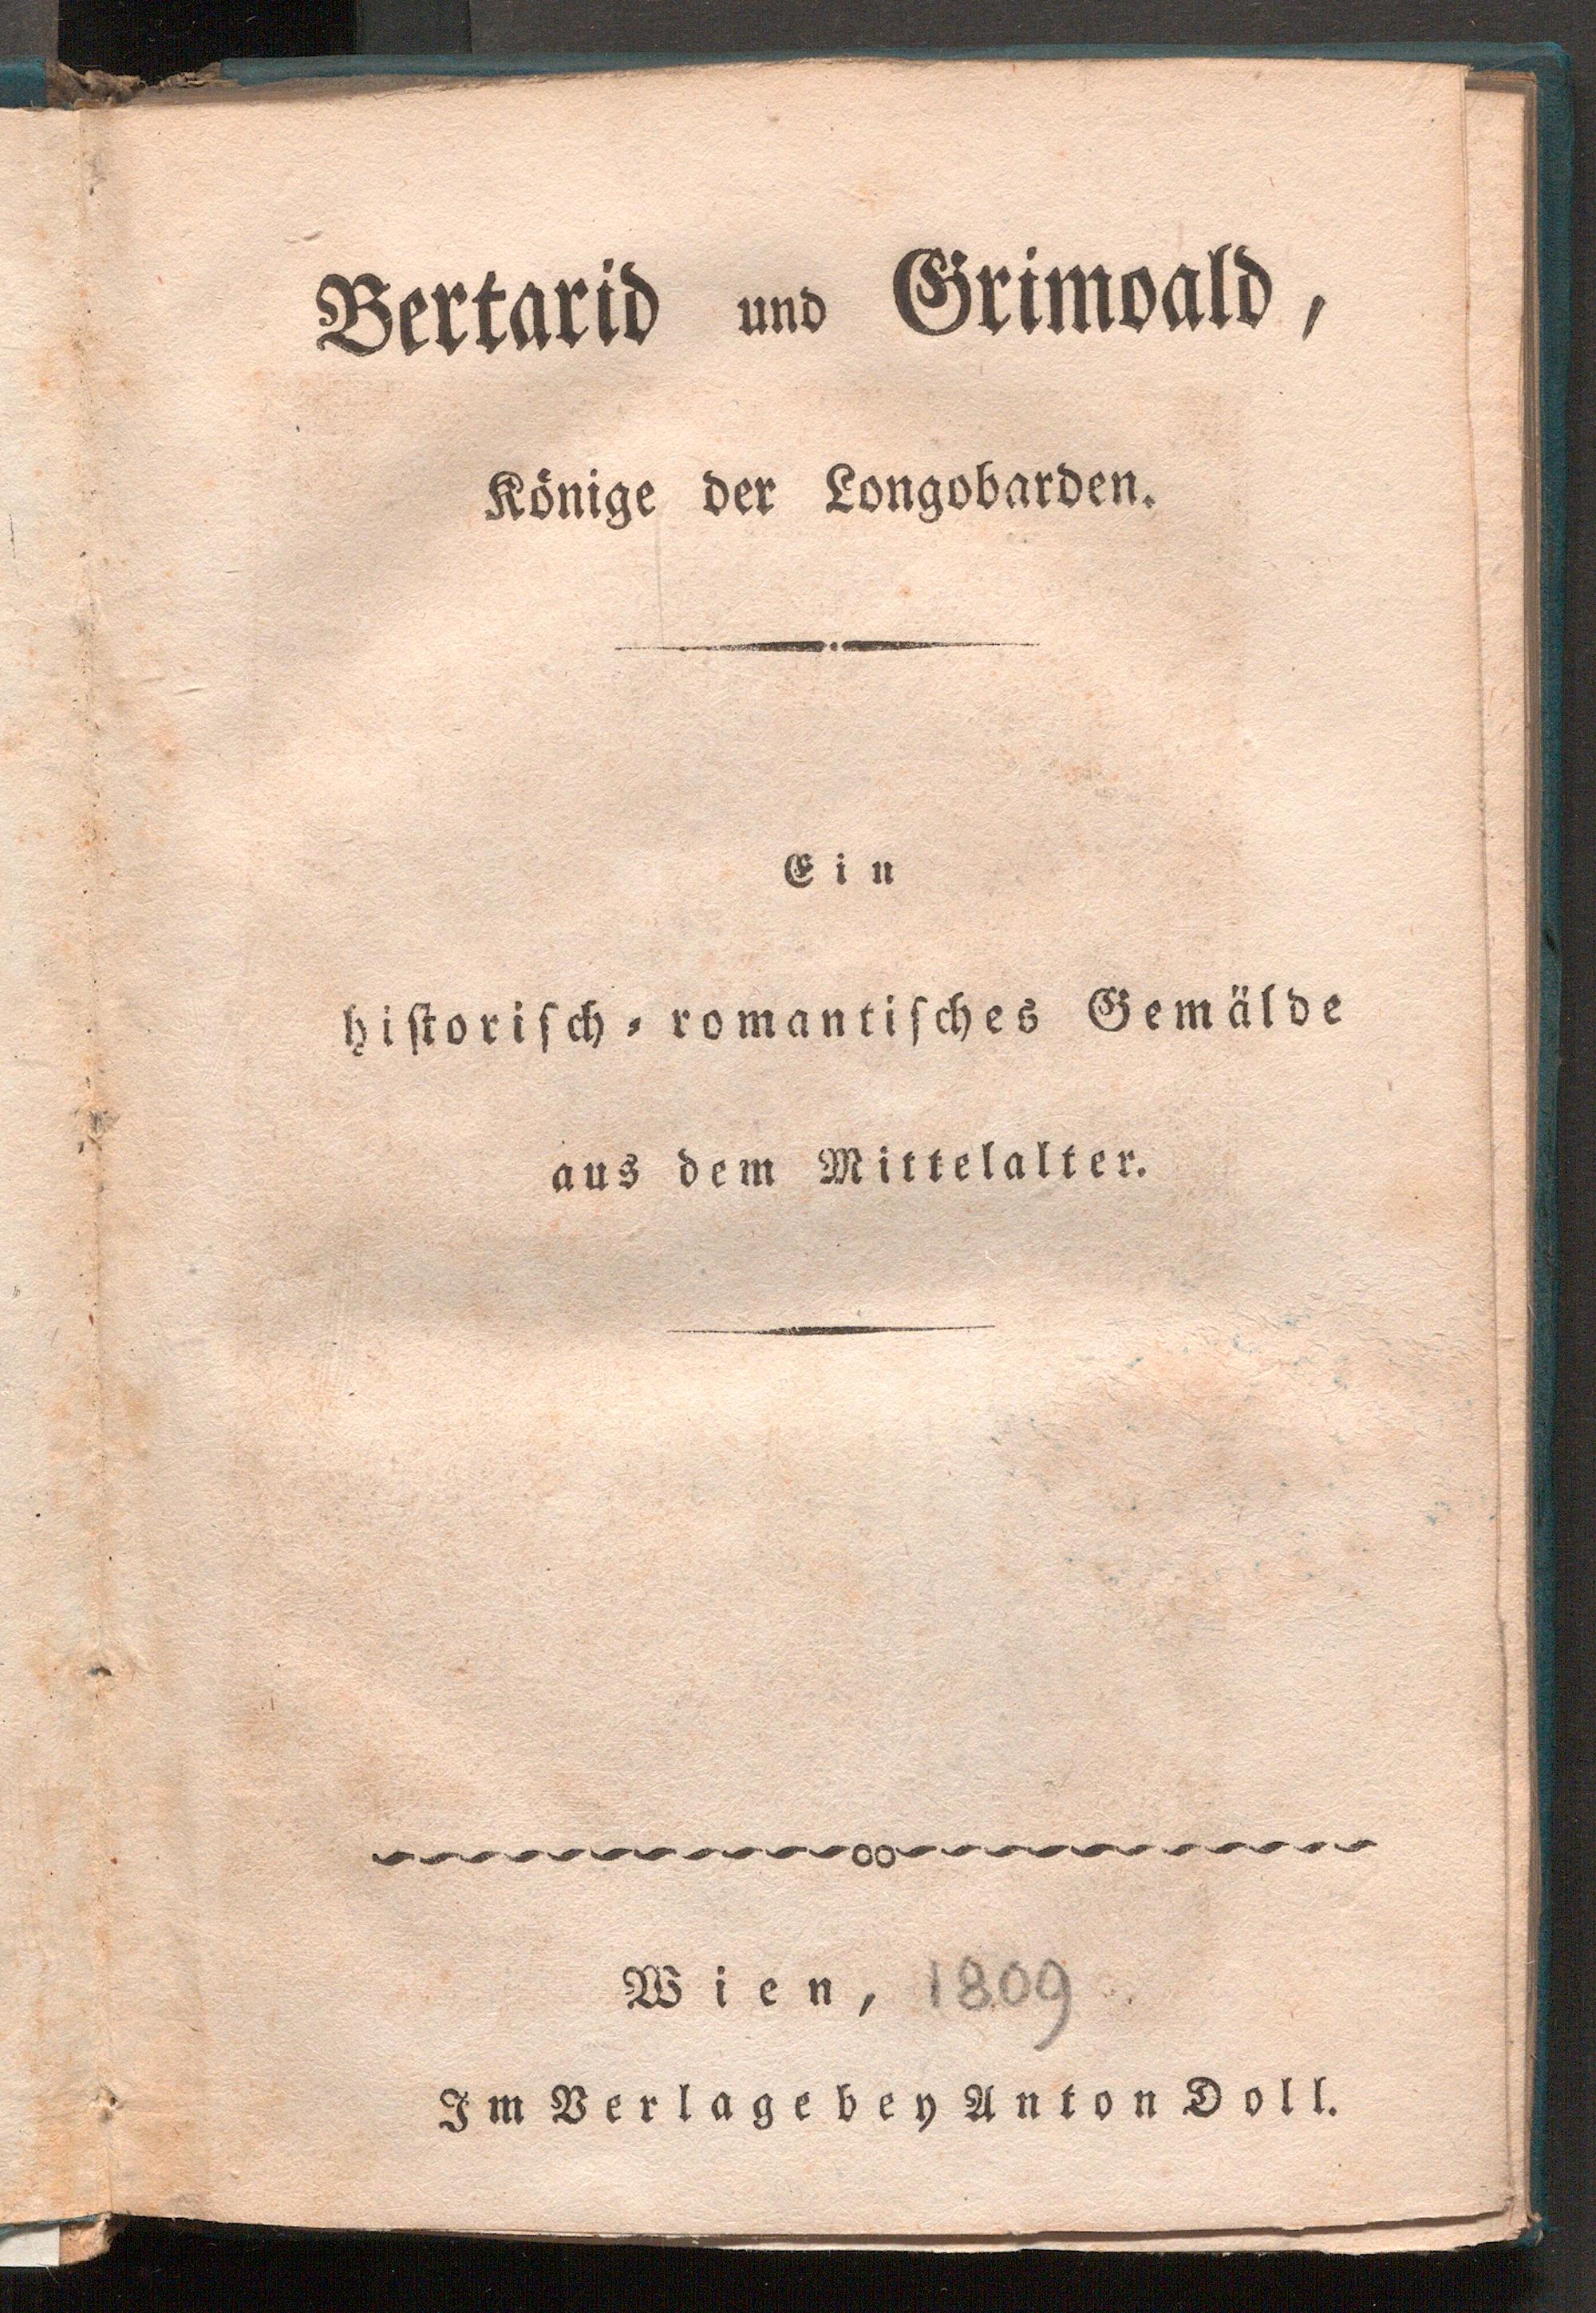 Bertarid und Grimoald,
Könige der Longobarden.
Ein
hiſtoriſch-romantiſches Gemälde
aus dem Mittelalter.
Wien, 1809
Im Verlage bey Anton Doll.